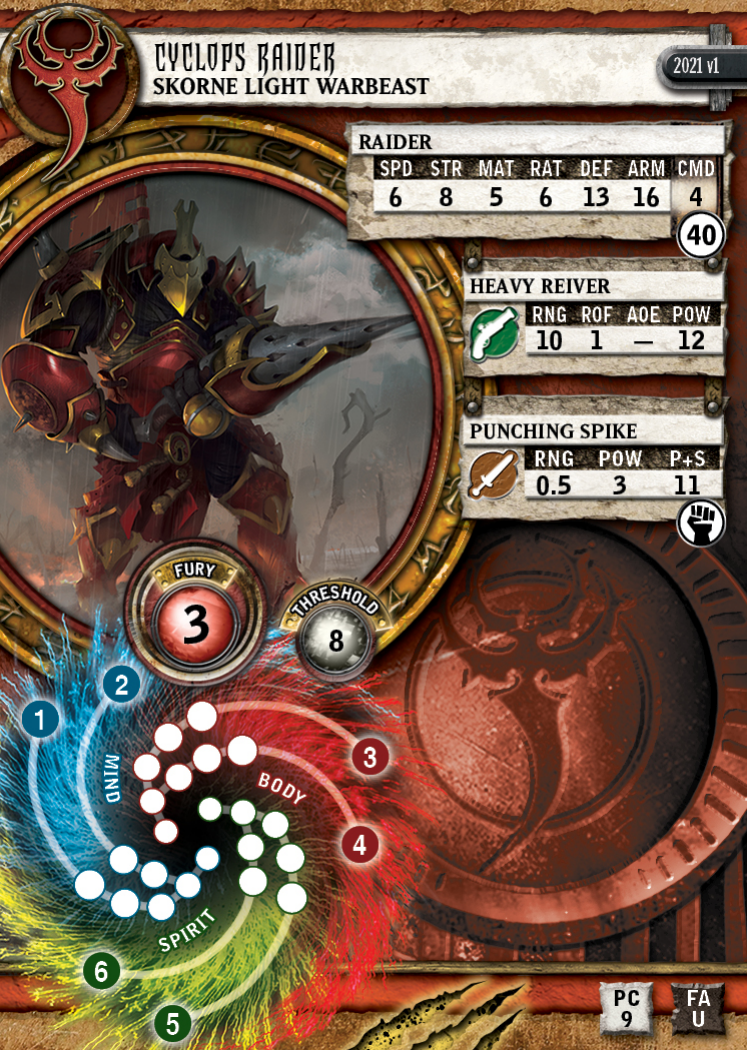 CYCLOPS RAIDER
SKORNE LIGHT WARBEAST
2021 v1
RAIDER
SPD STR MAT RAT DEF ARM CMD
6 8 5 6 13 16 4
40
HEAVY REIVER
RNG ROF AOE POW
10 1 — 12
PUNCHING SPIKE
RNG POW P+S
0.5 3 11
FURY
3
THRESHOLD
8
1
2
3
4
5
6
MIND
BODY
SPIRIT
PC
9
FA
U